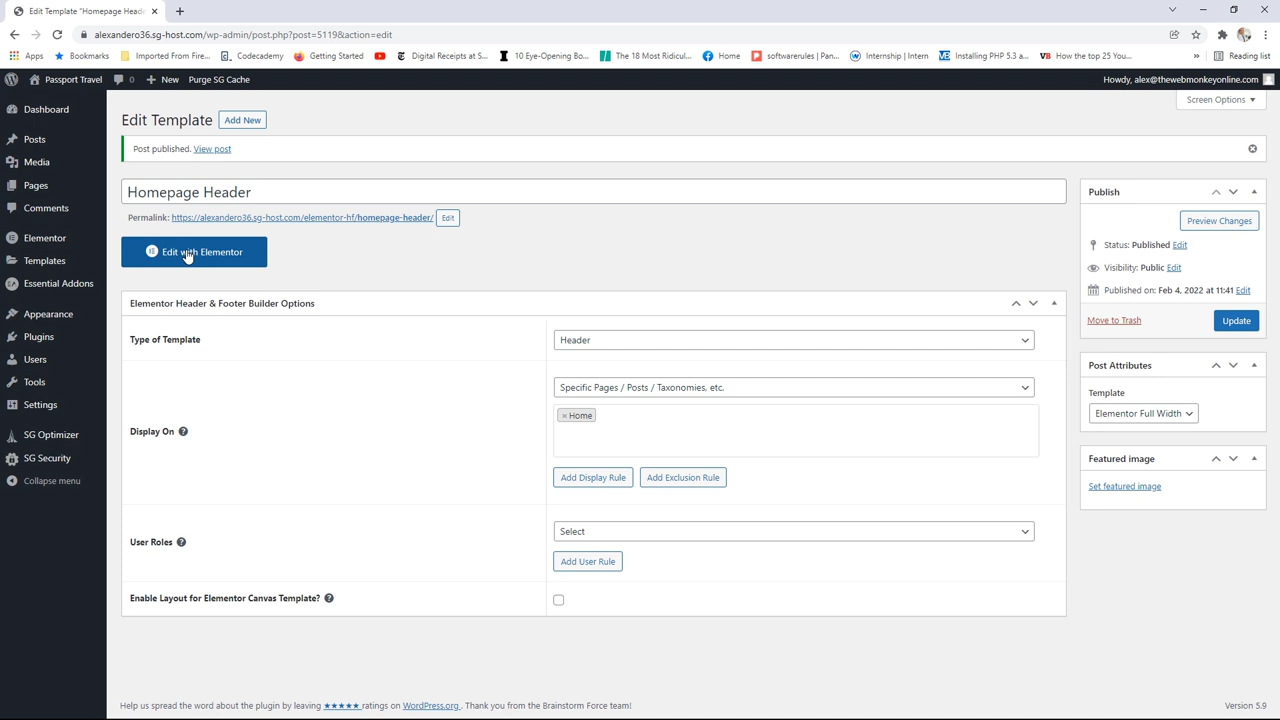 Edit Template "Homepage Head
alexandero36.sg-host.com/wp-admin/post.php?post=5119&action=edit
Apps Bookmarks Imported From Fire... Codecademy Getting Started Digital Receipts at S... 10 Eye-Opening Bo... The 18 Most Ridicul... Home softwarerules | Pan... Internship | Intern Installing PHP 5.3 a... How the top 25 You... » Reading list
Passport Travel 0 New Purge SG Cache Howdy, alex@thewebmonkeyonline.com
Screen Options
Dashboard
Posts
Media
Pages
Comments
Elementor
Templates
Essential Addons
Appearance
Plugins
Users
Tools
Settings
SG Optimizer
SG Security
Collapse menu
Edit Template Add New
Post published. View post
Homepage Header
Permalink: https://alexandero36.sg-host.com/elementor-hf/homepage-header/ Edit
Edit with Elementor
Elementor Header & Footer Builder Options
Type of Template
Header
Display On
Specific Pages / Posts / Taxonomies, etc.
× Home
Add Display Rule Add Exclusion Rule
User Roles
Select
Add User Rule
Enable Layout for Elementor Canvas Template?
Publish
Preview Changes
Status: Published Edit
Visibility: Public Edit
Published on: Feb 4, 2022 at 11:41 Edit
Move to Trash Update
Post Attributes
Template
Elementor Full Width
Featured image
Set featured image
Help us spread the word about the plugin by leaving ★★★★★ ratings on WordPress.org . Thank you from the Brainstorm Force team!
Version 5.9